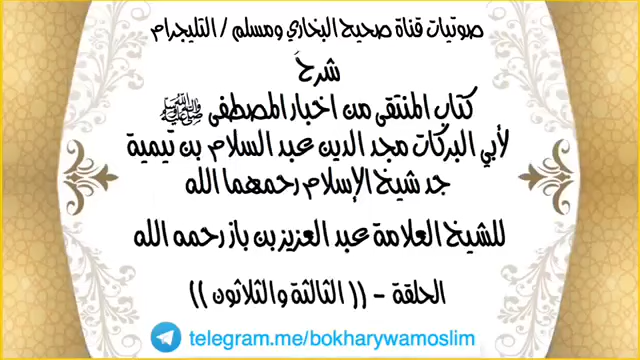 صوتيات قناة صحيح البخاري ومسلم / التليجرام
شرحَ
كتاب المنتقى من اخبار المصطفى ﷺ
لأبي البركات مجد الدين عبد السلام بن تيمية
جد شيخ الإسلام رحمهما الله
للشيخ العلامة عبد العزيز بن باز رحمه الله
الحلقة - (( الثالثة والثلاثون ))
telegram.me/bokharywamoslim